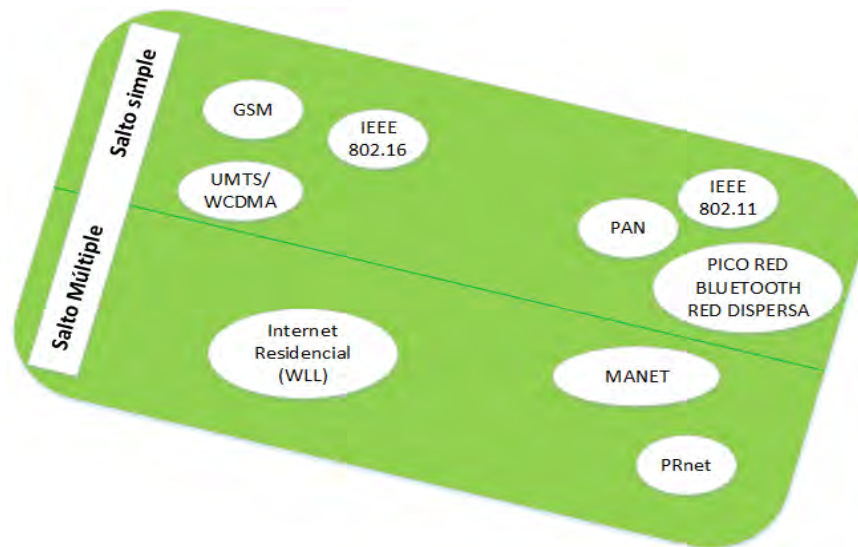 Salto simple
GSM
IEEE
802.16
UMTS/
WCDMA
IEEE
802.11
PAN
PICO RED
BLUETOOTH
RED DISPERSA
Salto Múltiple
Internet
Residencial
(WLL)
MANET
PRnet